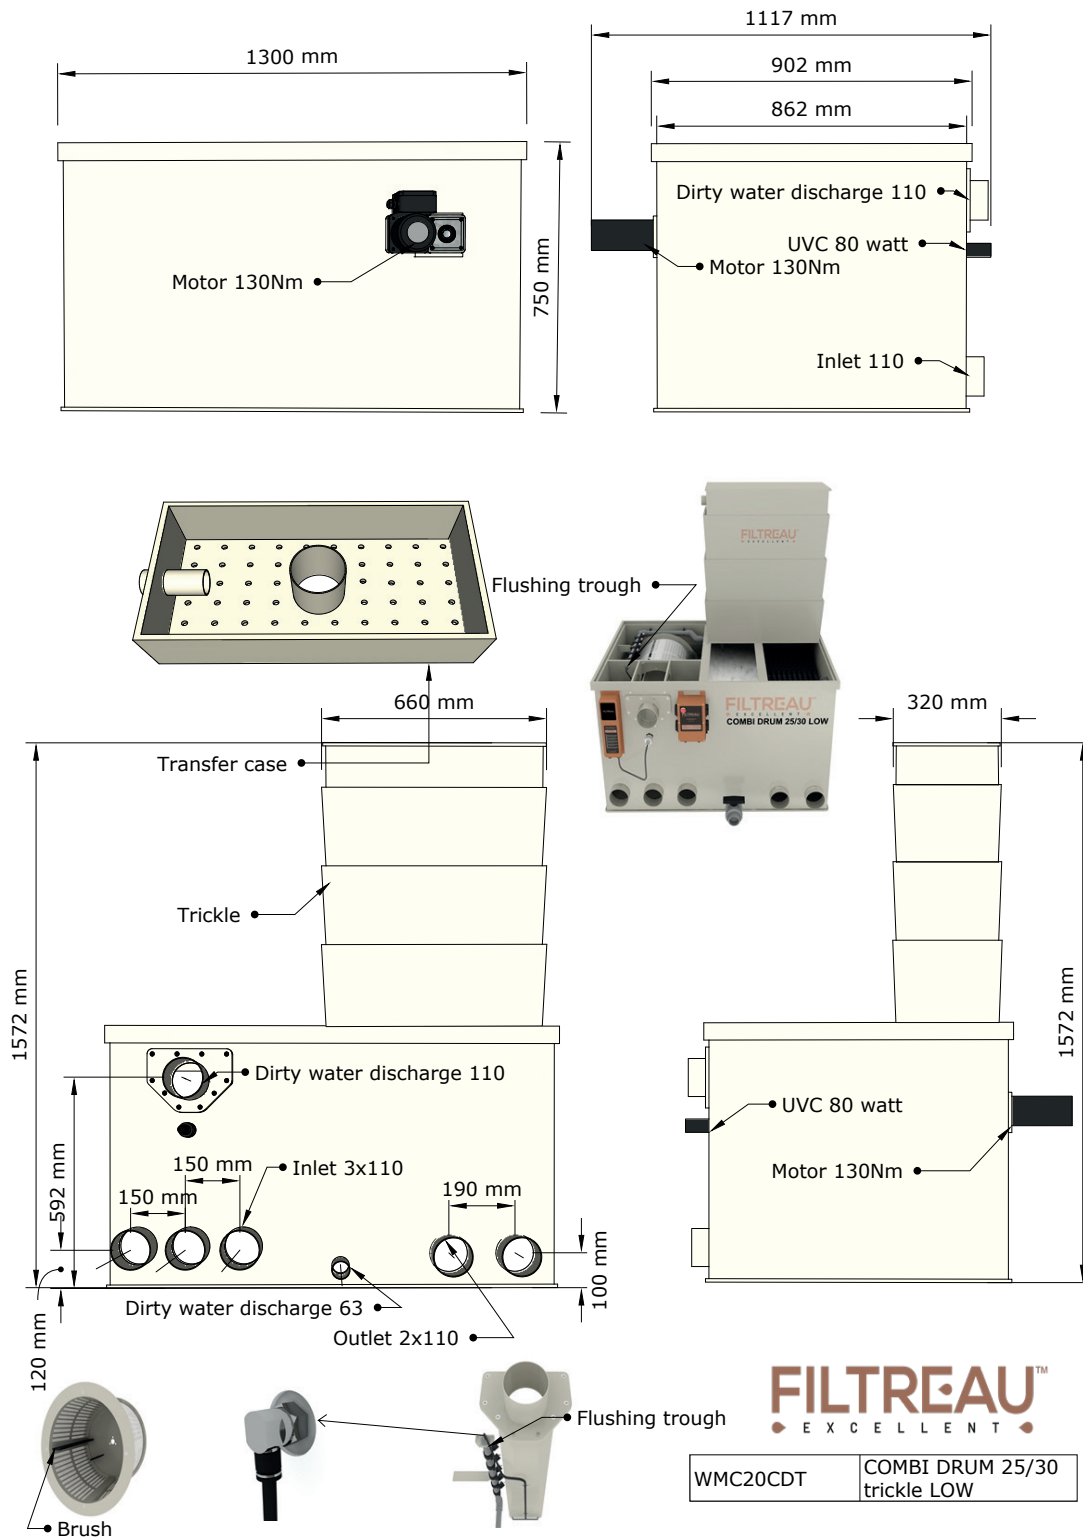 1117 mm
1300 mm
902 mm
862 mm
Dirty water discharge 110
UVC 80 watt
Motor 130Nm
Motor 130Nm
750 mm
Inlet 110
FILTREAU
EXCELLENT
Flushing trough
FILTREAU
EXCELLENT
COMBI DRUM 25/30 LOW
660 mm
320 mm
Transfer case
Trickle
1572 mm
1572 mm
Dirty water discharge 110
UVC 80 watt
592 mm
150 mm
Inlet 3x110
150 mm
190 mm
Motor 130Nm
100 mm
Dirty water discharge 63
Outlet 2x110
120 mm
Flushing trough
Brush
FILTREAU™
EXCELLENT
WMC20CDT
COMBI DRUM 25/30
trickle LOW